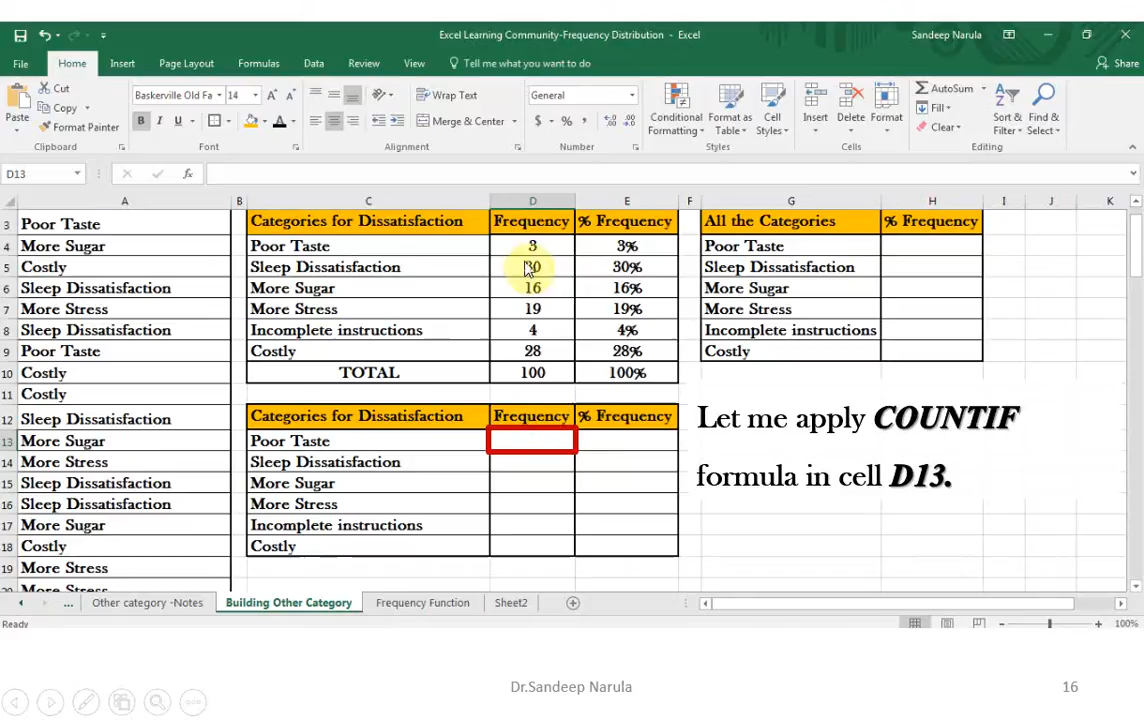 Excel Learning Community-Frequency Distribution - Excel
Sandeep Narula
File Home Insert Page Layout Formulas Data Review View Tell me what you want to do Share
Paste
Cut
Copy
Format Painter
Clipboard
Baskerville Old Fa 14
B I U
Font
Wrap Text
Merge & Center
Alignment
General
$ % ,
Number
Conditional Formatting
Format as Table
Cell Styles
Styles
Insert Delete Format
Cells
AutoSum
Fill
Clear
Sort & Filter
Find & Select
Editing
D13 fx
A B C D E F G H I J K
3 Poor Taste Categories for Dissatisfaction Frequency % Frequency All the Categories % Frequency
4 More Sugar Poor Taste 3 3% Poor Taste
5 Costly Sleep Dissatisfaction 30 30% Sleep Dissatisfaction
6 Sleep Dissatisfaction More Sugar 16 16% More Sugar
7 More Stress More Stress 19 19% More Stress
8 Sleep Dissatisfaction Incomplete instructions 4 4% Incomplete instructions
9 Poor Taste Costly 28 28% Costly
10 Costly TOTAL 100 100%
11 Costly
12 Sleep Dissatisfaction Categories for Dissatisfaction Frequency % Frequency
13 More Sugar Poor Taste
14 More Stress Sleep Dissatisfaction
15 Sleep Dissatisfaction More Sugar
16 Sleep Dissatisfaction More Stress
17 More Sugar Incomplete instructions
18 Costly Costly
19 More Stress
More Stress
Let me apply COUNTIF
formula in cell D13.
... Other category -Notes Building Other Category Frequency Function Sheet2
Ready 100%
Dr.Sandeep Narula
16